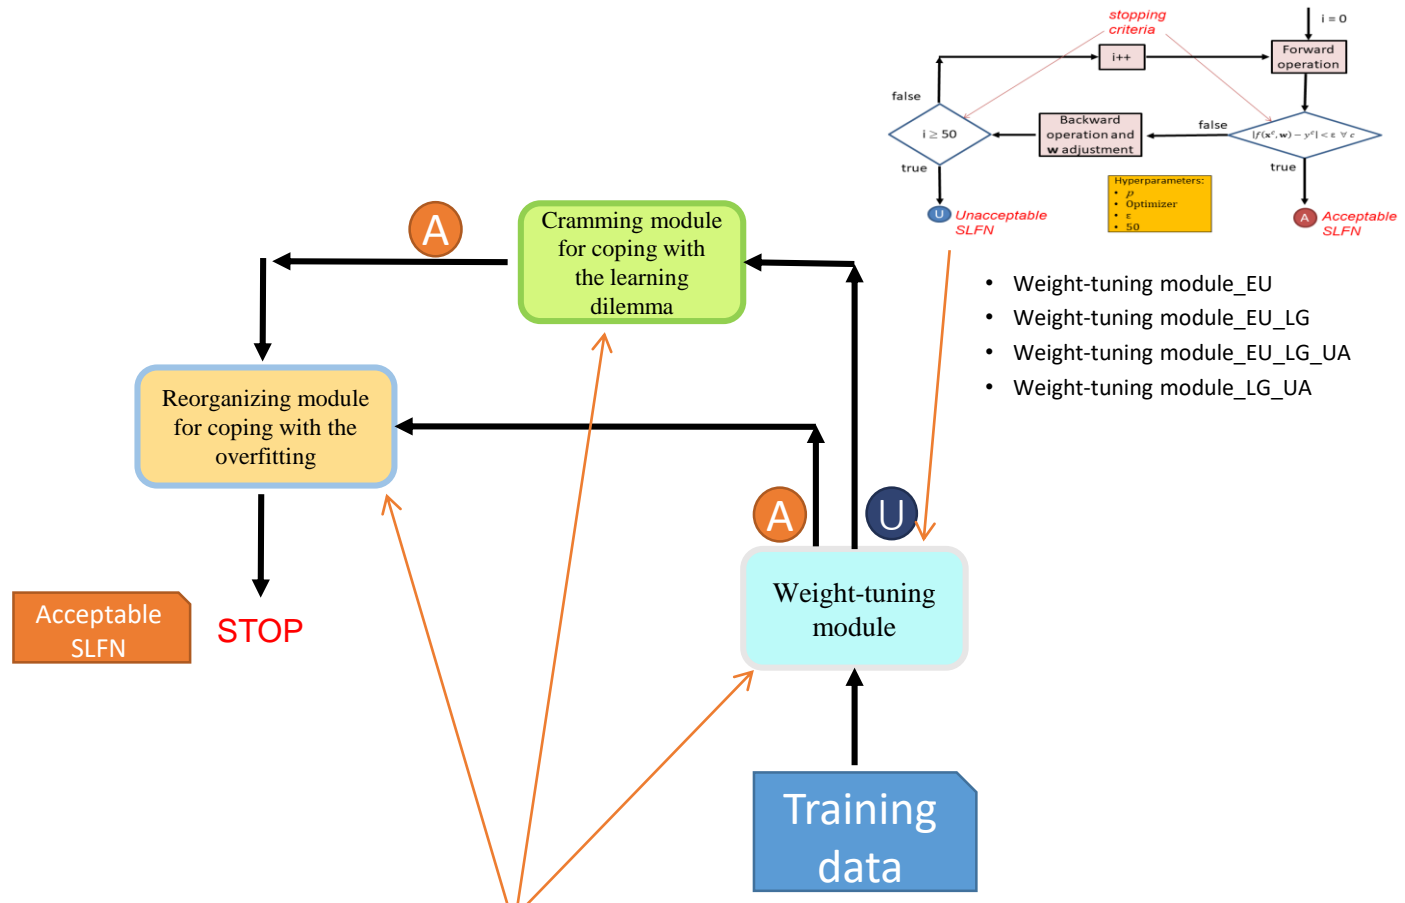 stopping
criteria
i = 0
i++
Forward
operation
false
i ≥ 50
Backward
operation and
w adjustment
false
|f(x^c, w) − y^c| < ε ∀ c
true
true
Hyperparameters:
• p
• Optimizer
• ε
• 50
U
Unacceptable
SLFN
A
Acceptable
SLFN
A
Cramming module
for coping with
the learning
dilemma
• Weight-tuning module_EU
• Weight-tuning module_EU_LG
• Weight-tuning module_EU_LG_UA
• Weight-tuning module_LG_UA
Reorganizing module
for coping with the
overfitting
A
U
Weight-tuning
module
Acceptable
SLFN
STOP
Training
data